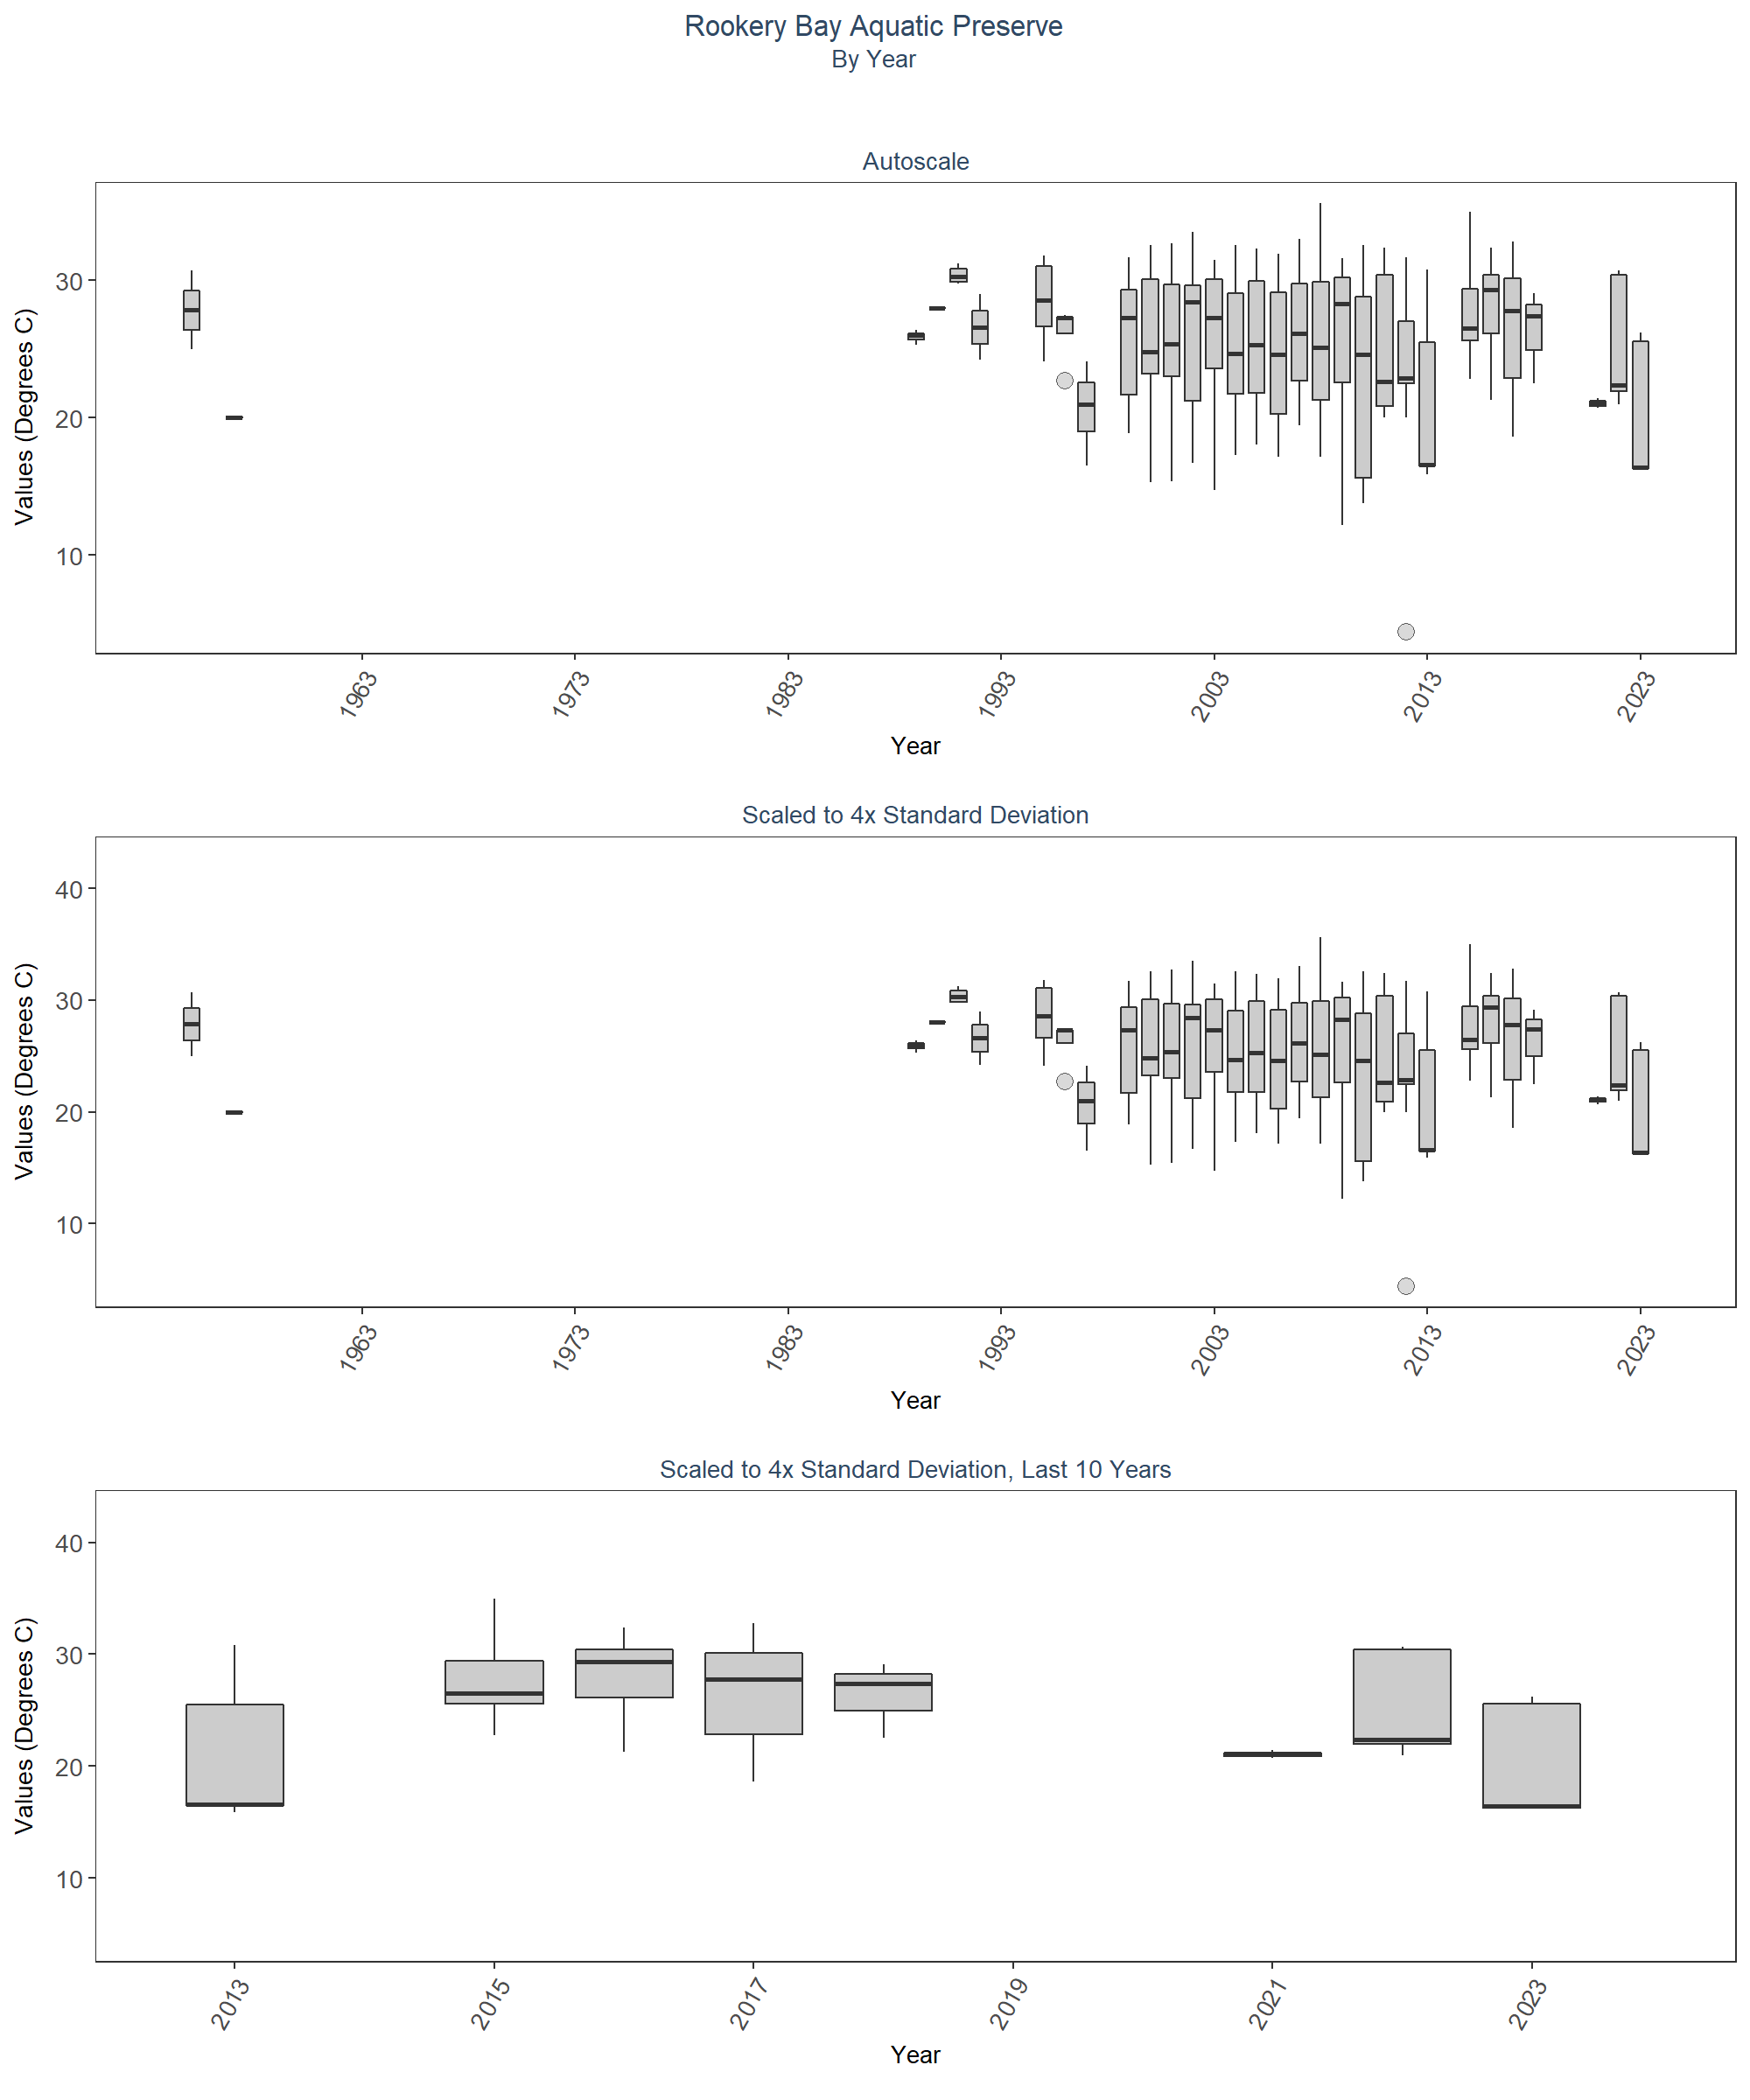 Rookery Bay Aquatic Preserve
By Year
Autoscale
Values (Degrees C)
30
20
10
1963 1973 1983 1993 2003 2013 2023
Year
Scaled to 4x Standard Deviation
Values (Degrees C)
40
30
20
10
1963 1973 1983 1993 2003 2013 2023
Year
Scaled to 4x Standard Deviation, Last 10 Years
Values (Degrees C)
40
30
20
10
2013 2015 2017 2019 2021 2023
Year